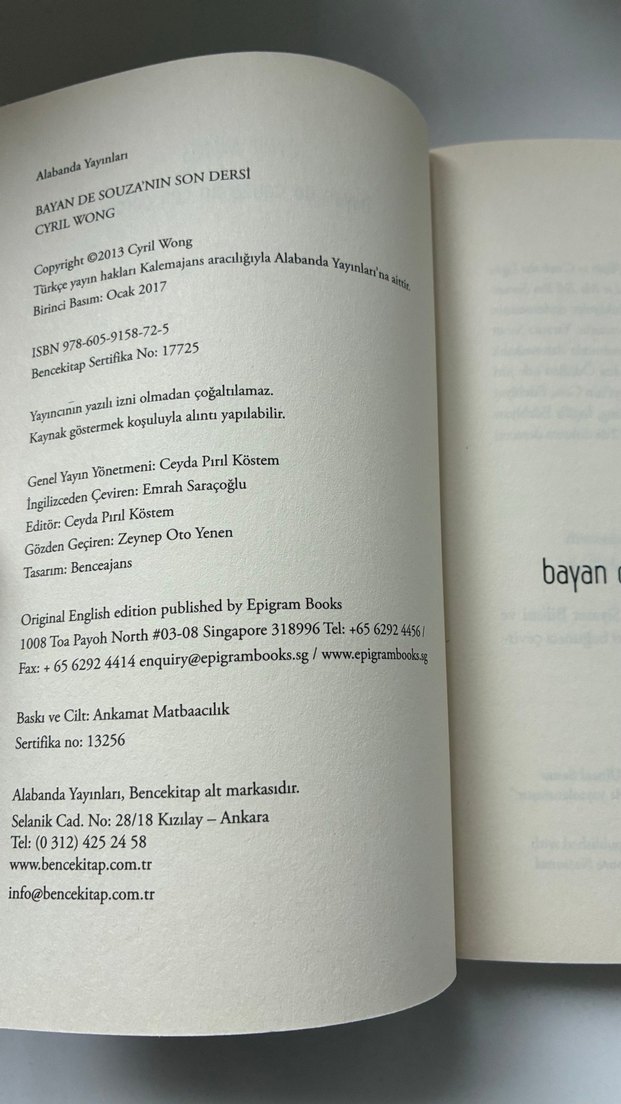 Alabanda Yayınları
BAYAN DE SOUZA'NIN SON DERSİ
CYRIL WONG
Copyright ©2013 Cyril Wong
Türkçe yayın hakları Kalemajans aracılığıyla Alabanda Yayınları'na aittir.
Birinci Basım: Ocak 2017
ISBN 978-605-9158-72-5
Bencekitap Sertifika No: 17725
Yayıncının yazılı izni olmadan çoğaltılamaz.
Kaynak göstermek koşuluyla alıntı yapılabilir.
Genel Yayın Yönetmeni: Ceyda Pırıl Köstem
İngilizceden Çeviren: Emrah Saraçoğlu
Editör: Ceyda Pırıl Köstem
Gözden Geçiren: Zeynep Oto Yenen
Tasarım: Benceajans
Original English edition published by Epigram Books
1008 Toa Payoh North #03-08 Singapore 318996 Tel: +65 6292 4456 /
Fax: + 65 6292 4414 enquiry@epigrambooks.sg / www.epigrambooks.sg
Baskı ve Cilt: Ankamat Matbaacılık
Sertifika no: 13256
Alabanda Yayınları, Bencekitap alt markasıdır.
Selanik Cad. No: 28/18 Kızılay – Ankara
Tel: (0 312) 425 24 58
www.bencekitap.com.tr
info@bencekitap.com.tr
bayan